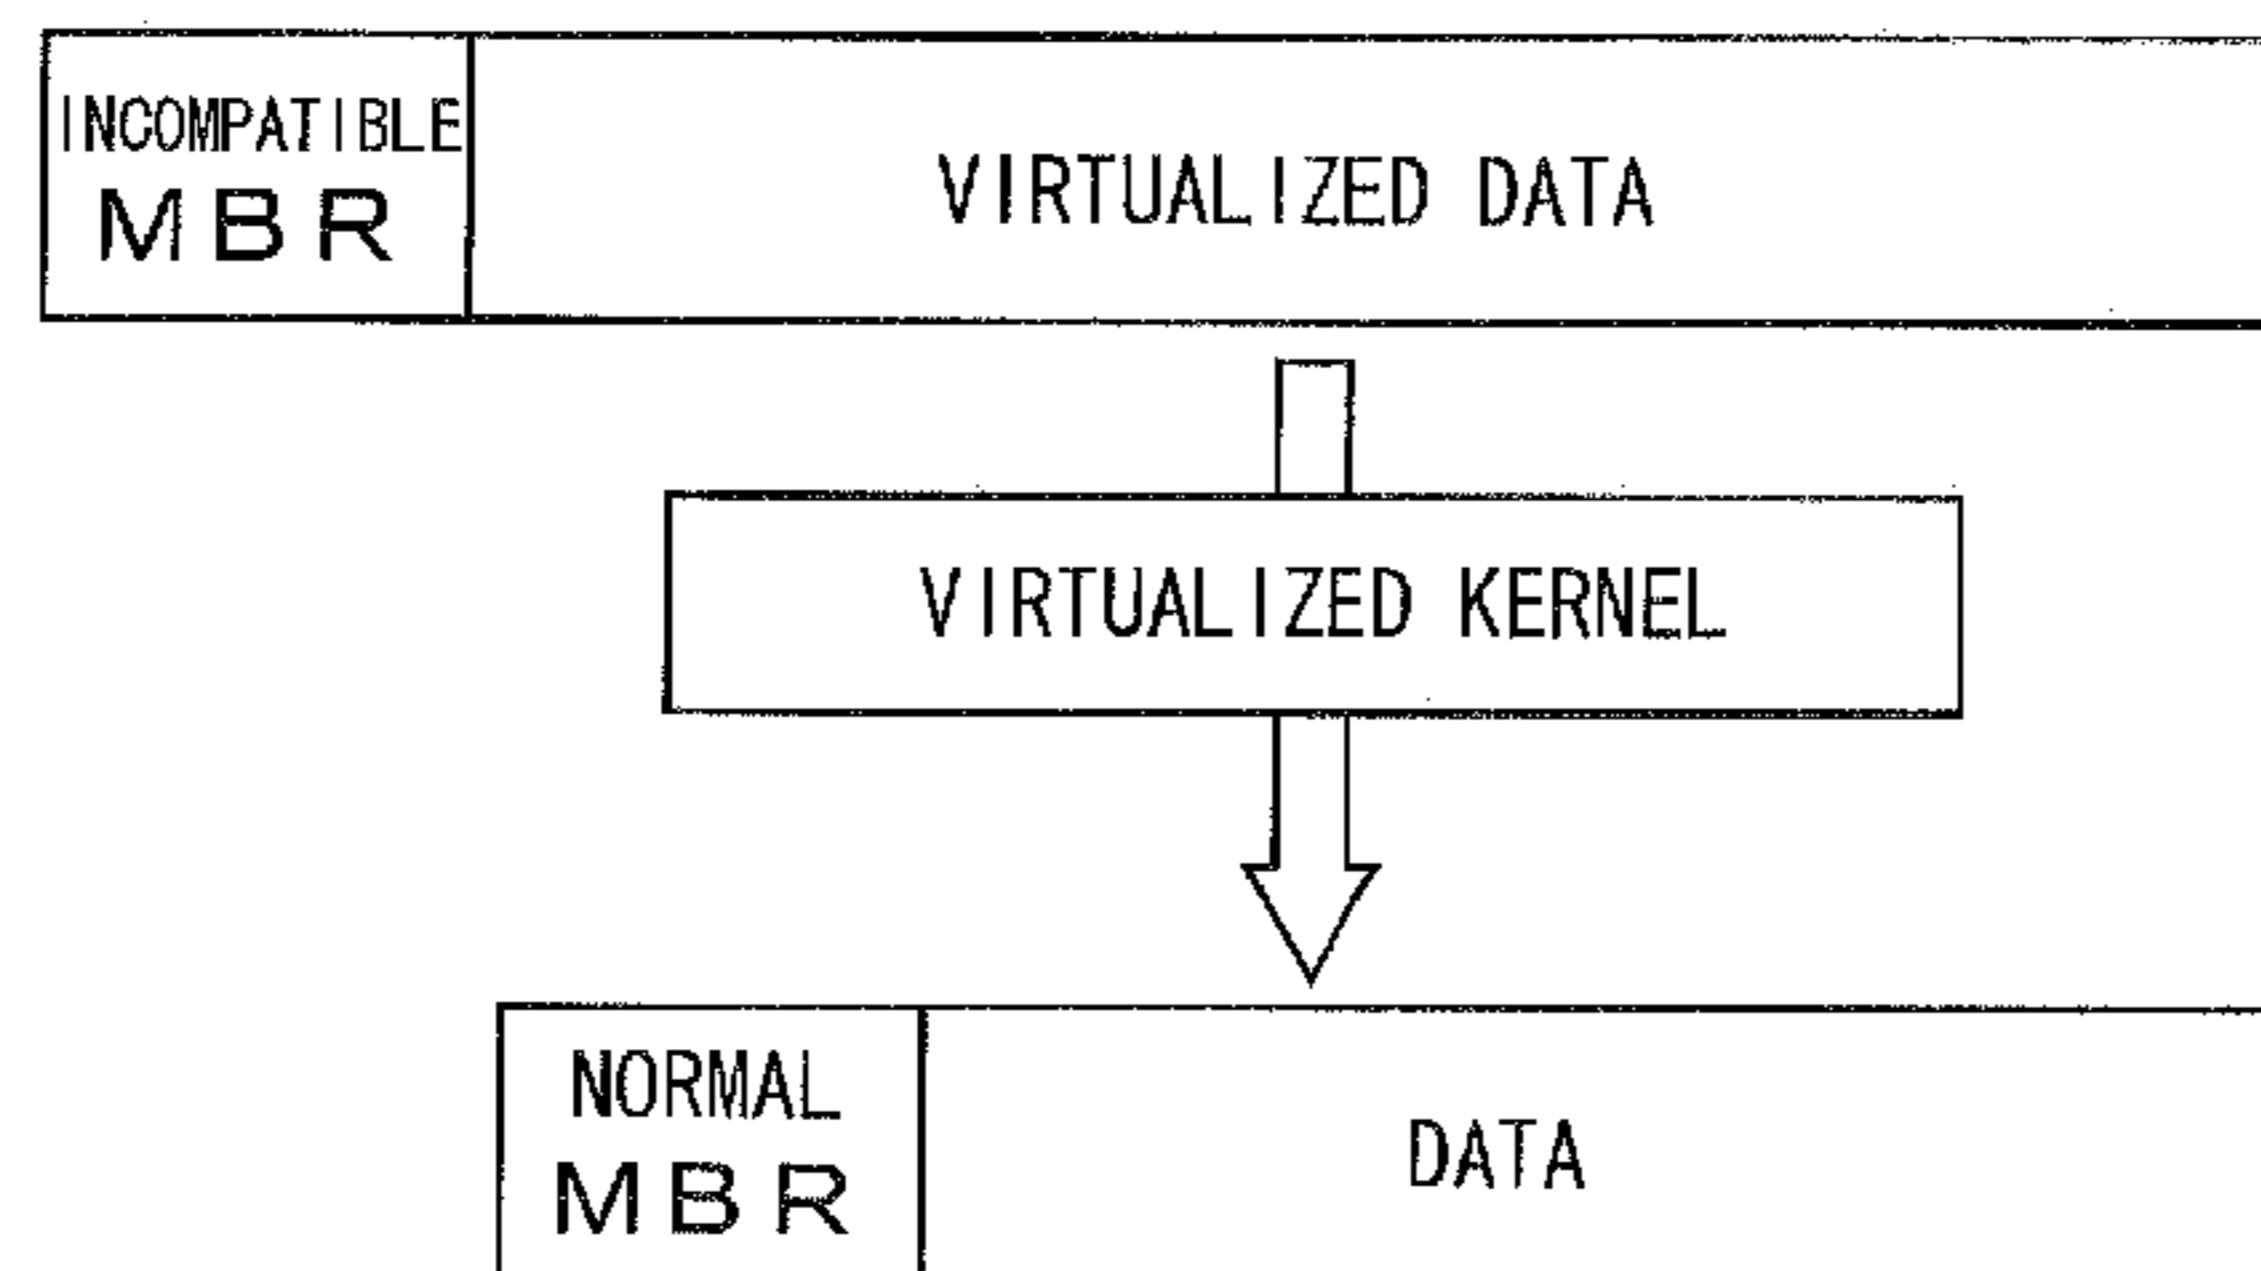 INCOMPATIBLE
MBR
VIRTUALIZED DATA
VIRTUALIZED KERNEL
NORMAL
MBR
DATA